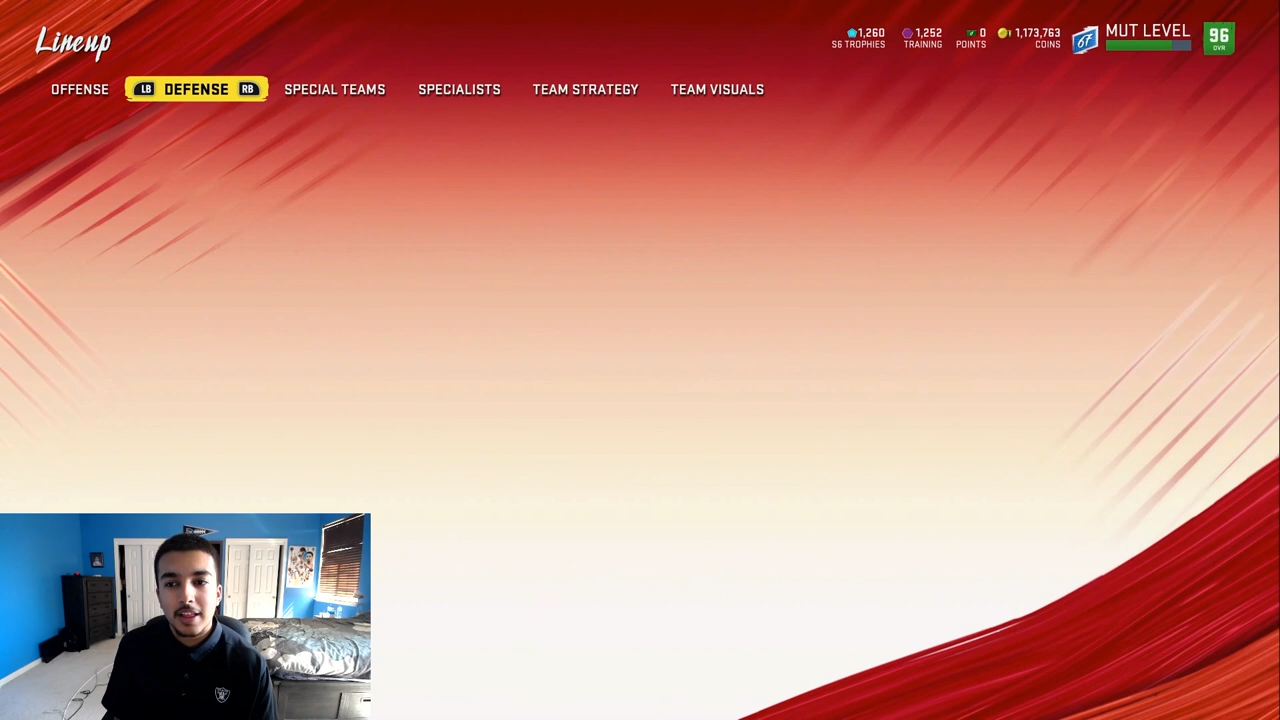 Lineup
1,260
S6 TROPHIES
1,252
TRAINING
0
POINTS
1,173,763
COINS
67
MUT LEVEL
96
OVR
OFFENSE
LB DEFENSE RB
SPECIAL TEAMS
SPECIALISTS
TEAM STRATEGY
TEAM VISUALS